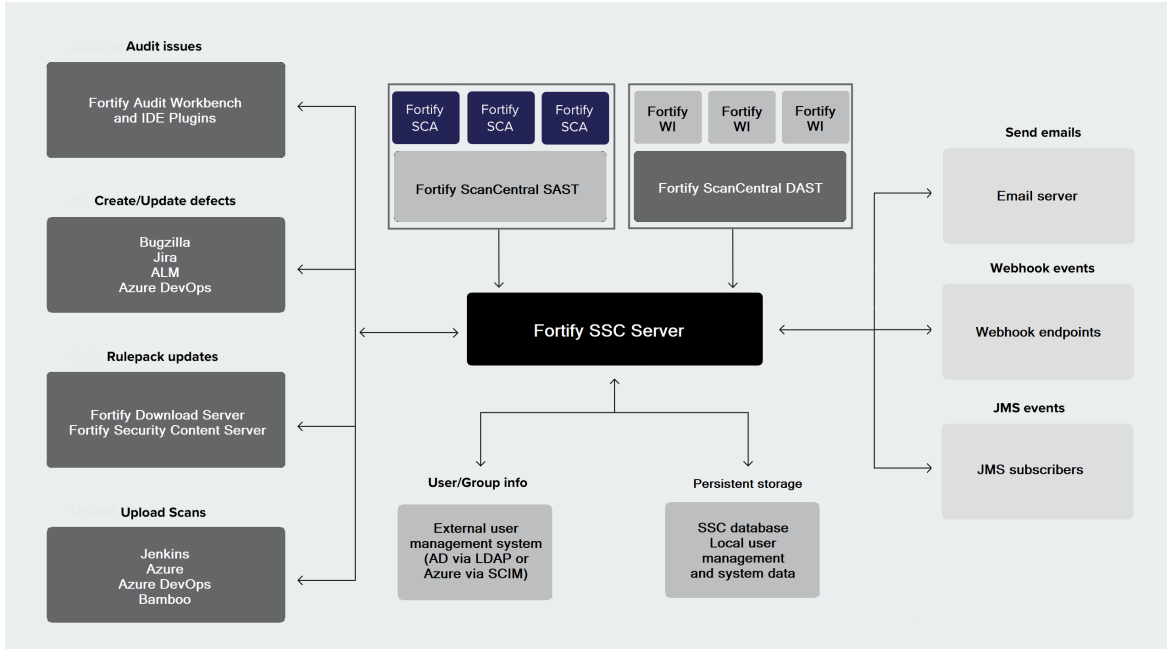 Audit issues
Fortify Audit Workbench
and IDE Plugins
Create/Update defects
Bugzilla
Jira
ALM
Azure DevOps
Rulepack updates
Fortify Download Server
Fortify Security Content Server
Upload Scans
Jenkins
Azure
Azure DevOps
Bamboo
Fortify
SCA
Fortify
SCA
Fortify
SCA
Fortify ScanCentral SAST
Fortify
WI
Fortify
WI
Fortify
WI
Fortify ScanCentral DAST
Fortify SSC Server
User/Group info
External user
management system
(AD via LDAP or
Azure via SCIM)
Persistent storage
SSC database
Local user
management
and system data
Send emails
Email server
Webhook events
Webhook endpoints
JMS events
JMS subscribers